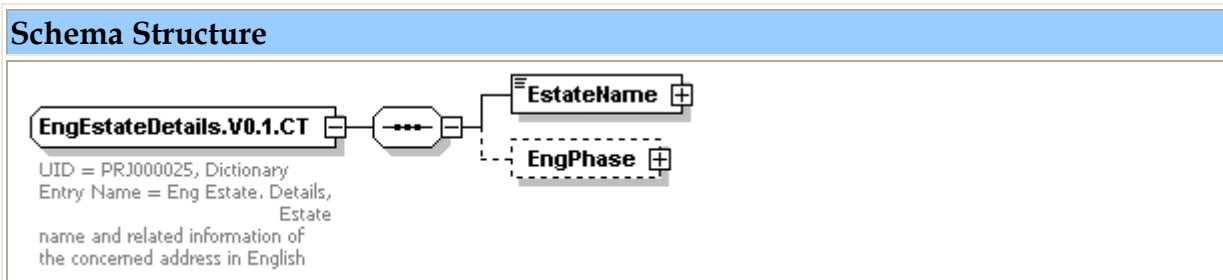 Schema Structure
EstateName
EngEstateDetails.V0.1.CT
EngPhase
UID = PRJ000025, Dictionary
Entry Name = Eng Estate. Details,
Estate
name and related information of
the concerned address in English